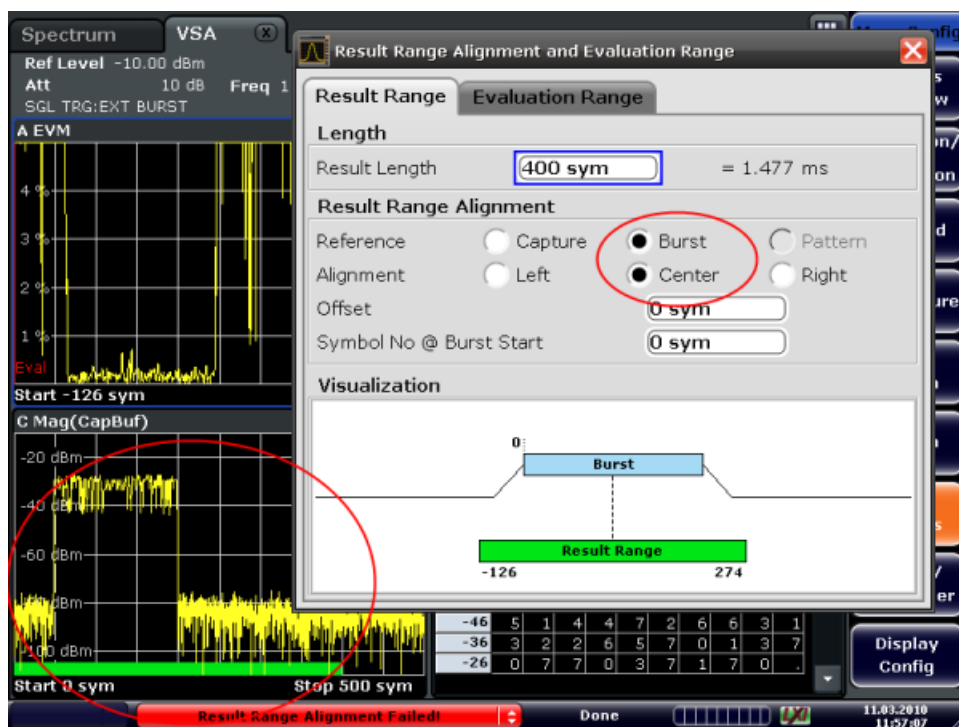 Spectrum VSA
Ref Level -10.00 dBm
Att 10 dB Freq 1
SGL TRG:EXT BURST
A EVM
4 %
3 %
2 %
1 %
Eval
Start -126 sym
C Mag(CapBuf)
-20 dBm
-40 dBm
-60 dBm
dBm
-100 dBm
Start 0 sym Stop 500 sym
Result Range Alignment and Evaluation Range
Result Range Evaluation Range
Length
Result Length 400 sym = 1.477 ms
Result Range Alignment
Reference Capture Burst Pattern
Alignment Left Center Right
Offset 0 sym
Symbol No @ Burst Start 0 sym
Visualization
0
Burst
Result Range
-126 274
-46 5 1 4 4 7 2 6 6 3 1
-36 3 2 2 6 5 7 0 1 3 7
-26 0 7 7 0 3 7 1 7 0 .
Display
Config
Result Range Alignment Failed! Done
11.03.2010
11:57:07